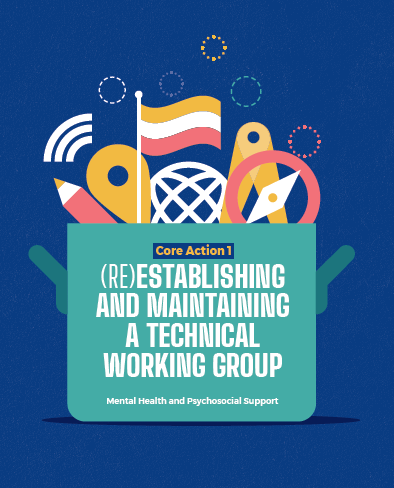 Core Action 1
(RE)ESTABLISHING
AND MAINTAINING
A TECHNICAL
WORKING GROUP
Mental Health and Psychosocial Support